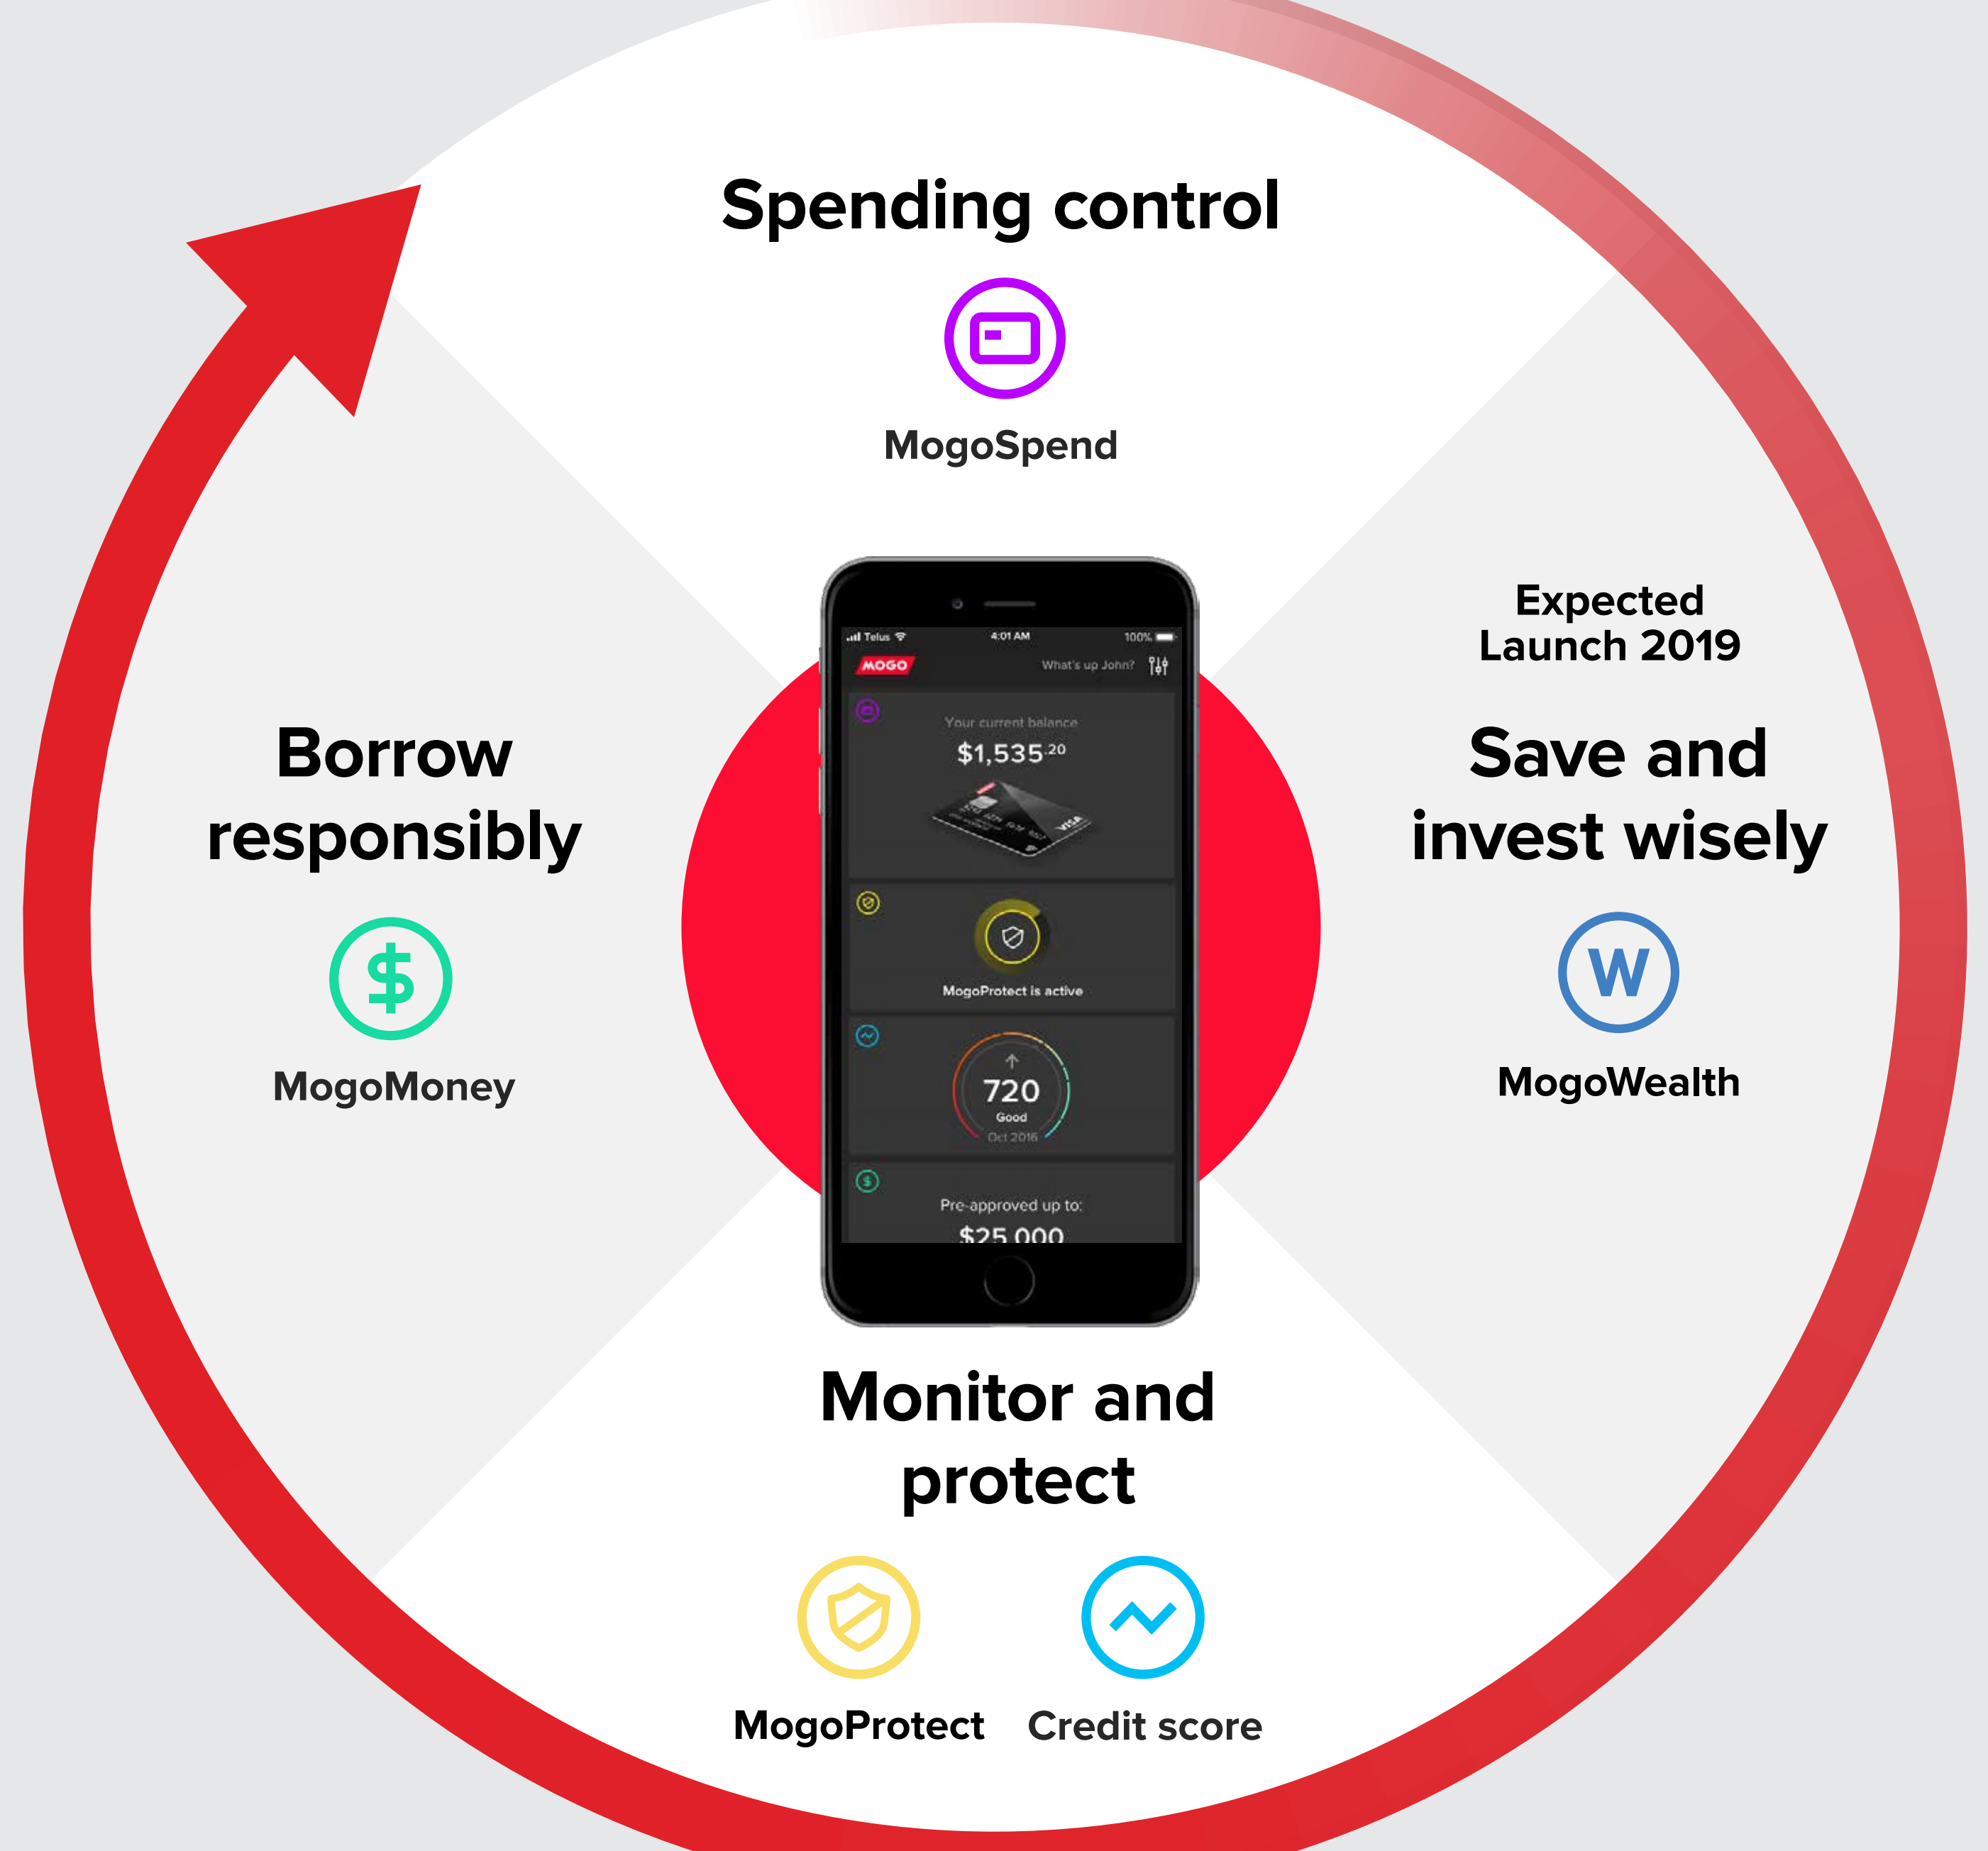 Spending control
MogoSpend
Expected
Launch 2019
Save and
invest wisely
W
MogoWealth
Borrow
responsibly
$
MogoMoney
Telus
4:01 AM
100%
MOGO
What's up John?
Your current balance
$1,535.20
VISA
MogoProtect is active
720
Good
Oct 2016
$
Pre-approved up to:
$25,000
Monitor and
protect
MogoProtect
Credit score